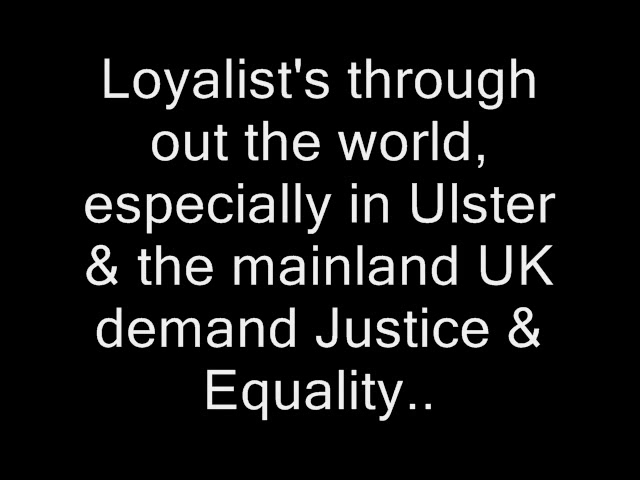 Loyalist's through
out the world,
especially in Ulster
& the mainland UK
demand Justice &
Equality..